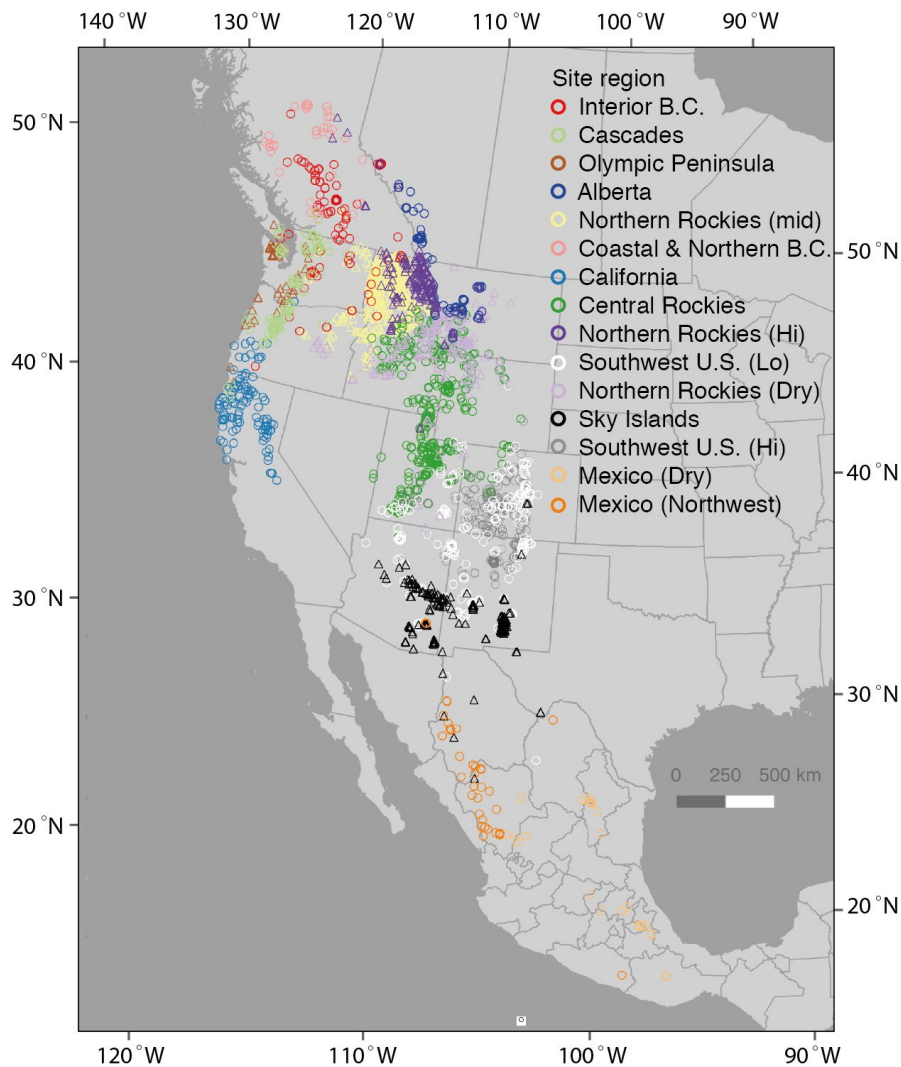 140 °W 130 °W 120 °W 110 °W 100 °W 90 °W
Site region
Interior B.C.
Cascades
Olympic Peninsula
Alberta
Northern Rockies (mid)
Coastal & Northern B.C.
California
Central Rockies
Northern Rockies (Hi)
Southwest U.S. (Lo)
Northern Rockies (Dry)
Sky Islands
Southwest U.S. (Hi)
Mexico (Dry)
Mexico (Northwest)
50 °N
40 °N
30 °N
20 °N
50 °N
40 °N
30 °N
20 °N
0 250 500 km
120 °W 110 °W 100 °W 90 °W